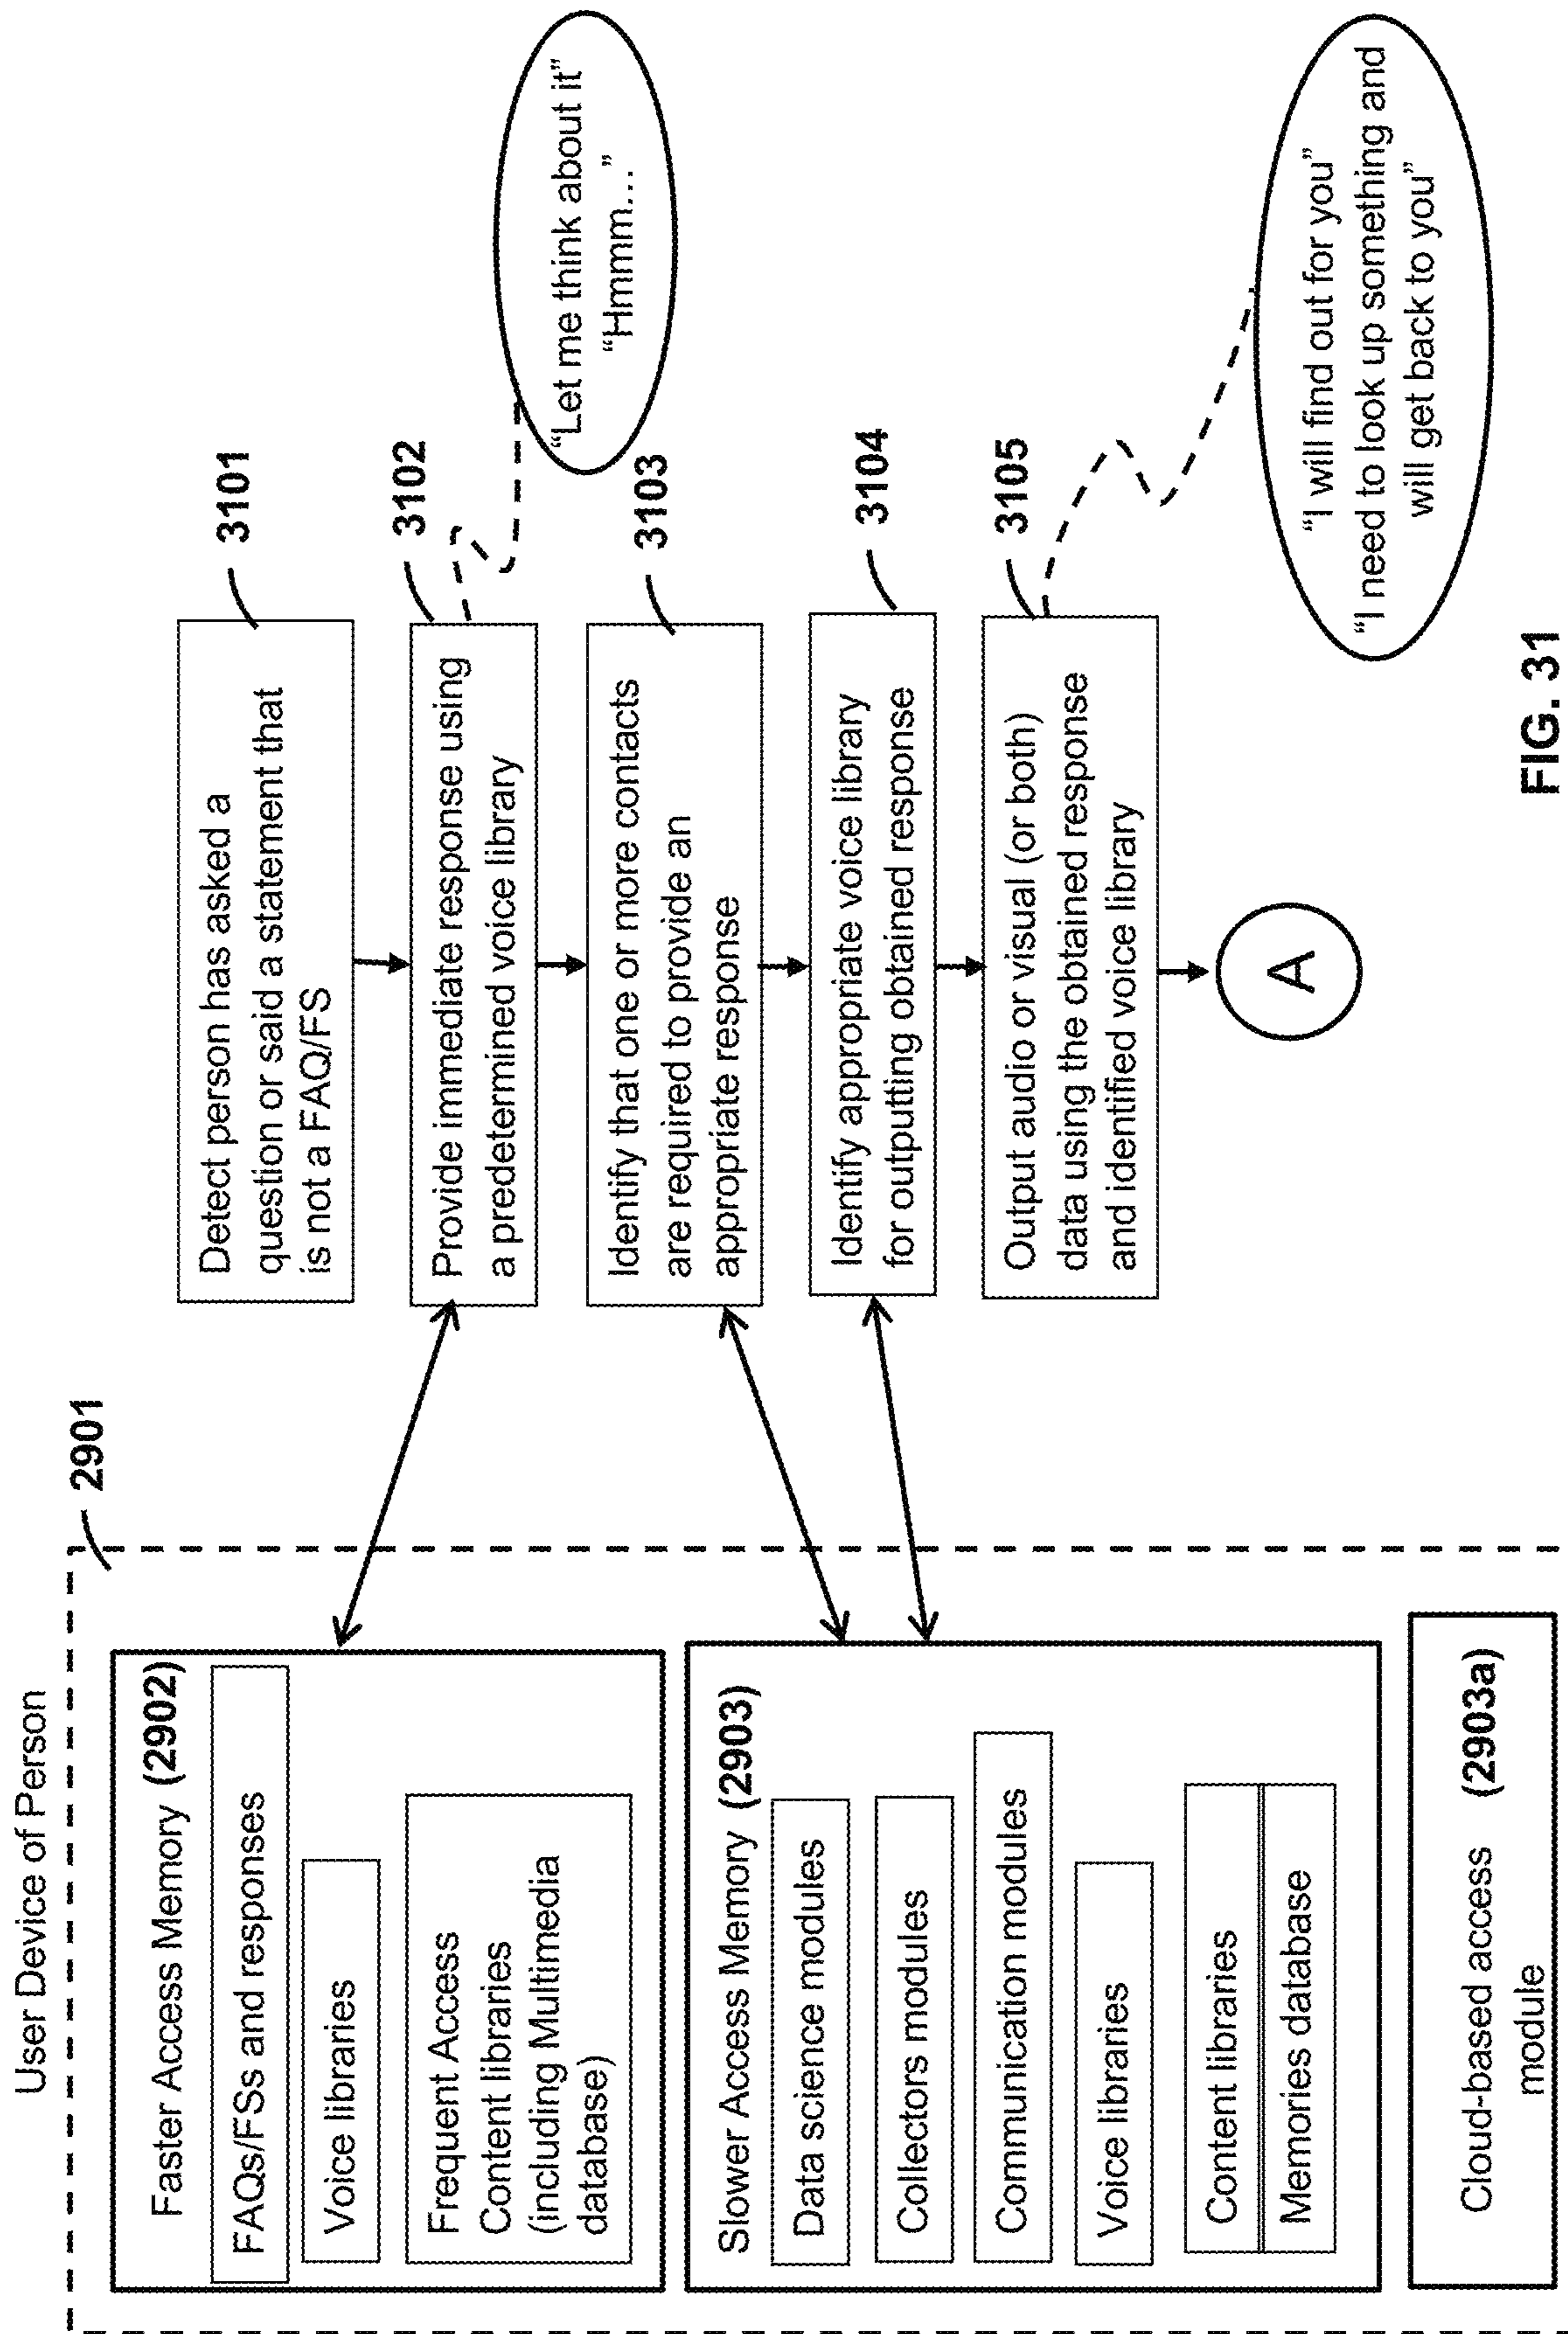 User Device of Person
2901
Faster Access Memory (2902)
FAQs/FSs and responses
Voice libraries
Frequent Access
Content libraries
(including Multimedia
database)
Slower Access Memory (2903)
Data science modules
Collectors modules
Communication modules
Voice libraries
Content libraries
Memories database
Cloud-based access (2903a)
module
3101
Detect person has asked a
question or said a statement that
is not a FAQ/FS
3102
Provide immediate response using
a predetermined voice library
“Let me think about it”
“Hmmm...”
3103
Identify that one or more contacts
are required to provide an
appropriate response
3104
Identify appropriate voice library
for outputting obtained response
3105
Output audio or visual (or both)
data using the obtained response
and identified voice library
“I will find out for you”
“I need to look up something and
will get back to you”
A
FIG. 31